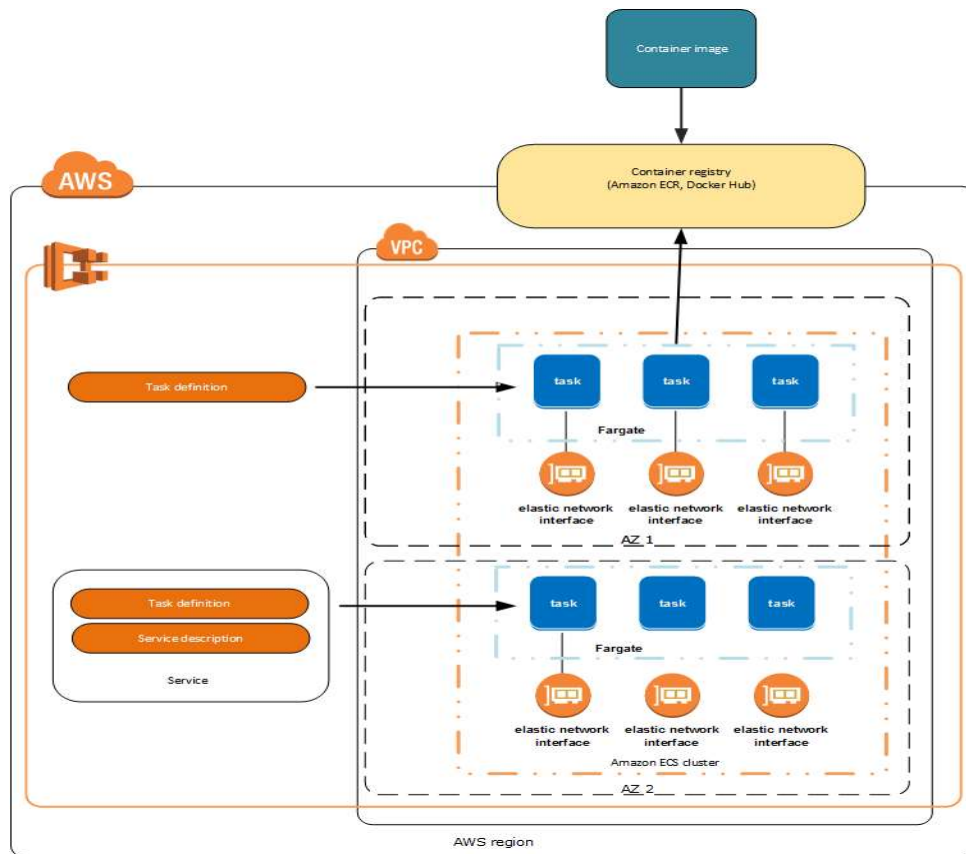 Container image
AWS
Container registry
(Amazon ECR, Docker Hub)
VPC
Task definition
task
task
task
Fargate
elastic network
interface
elastic network
interface
elastic network
interface
AZ 1
Task definition
Service description
Service
task
task
task
Fargate
elastic network
interface
elastic network
interface
elastic network
interface
Amazon ECS cluster
AZ 2
AWS region